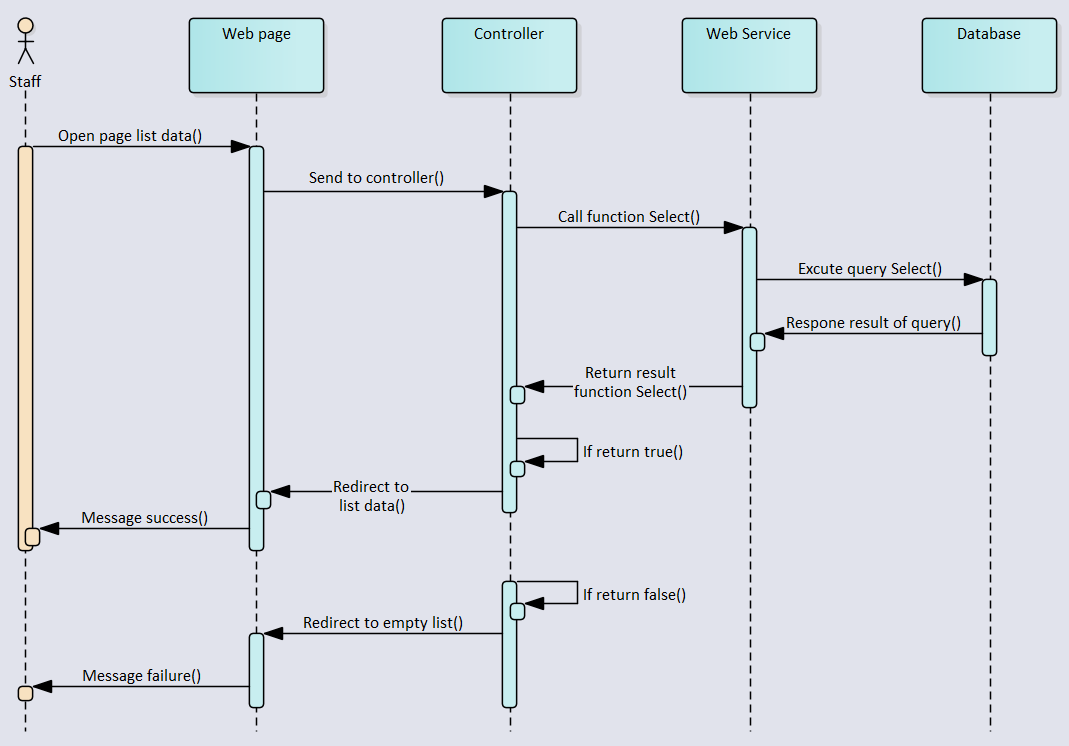 Staff
Web page
Controller
Web Service
Database
Open page list data()
Send to controller()
Call function Select()
Excute query Select()
Respone result of query()
Return result
function Select()
If return true()
Redirect to
list data()
Message success()
If return false()
Redirect to empty list()
Message failure()